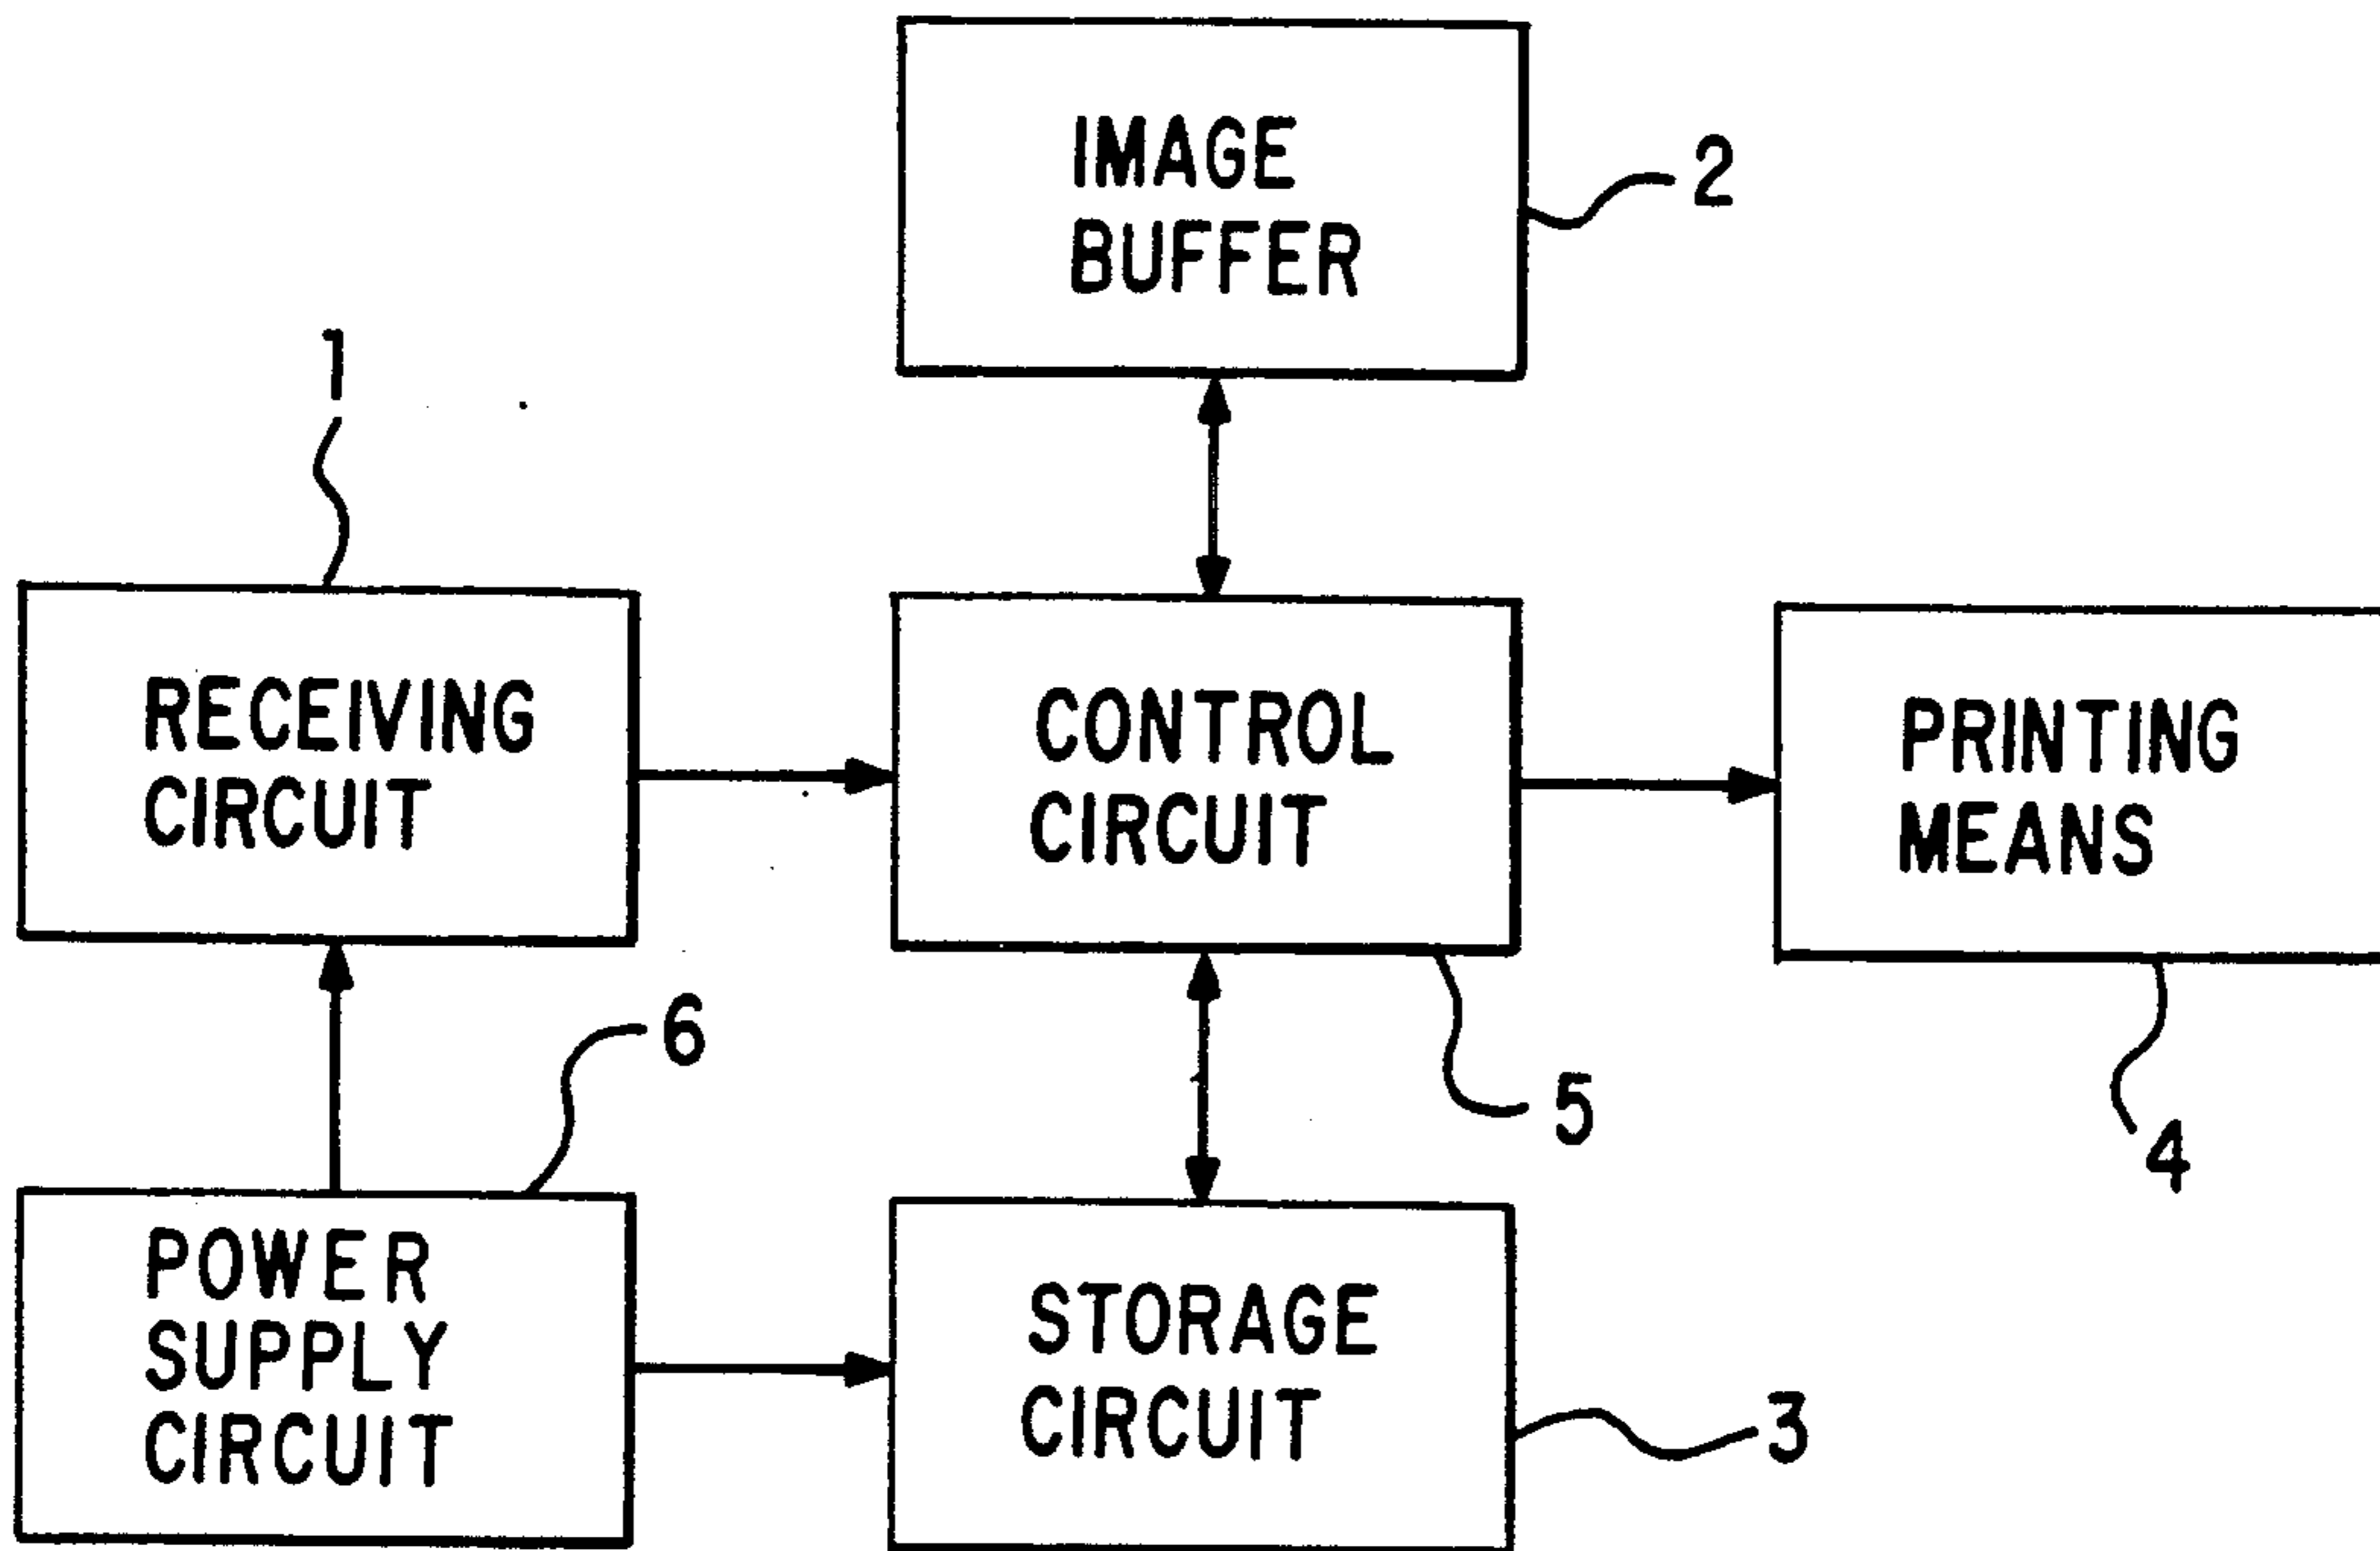 IMAGE
BUFFER
2
1
RECEIVING
CIRCUIT
CONTROL
CIRCUIT
PRINTING
MEANS
6
5
4
POWER
SUPPLY
CIRCUIT
STORAGE
CIRCUIT
3